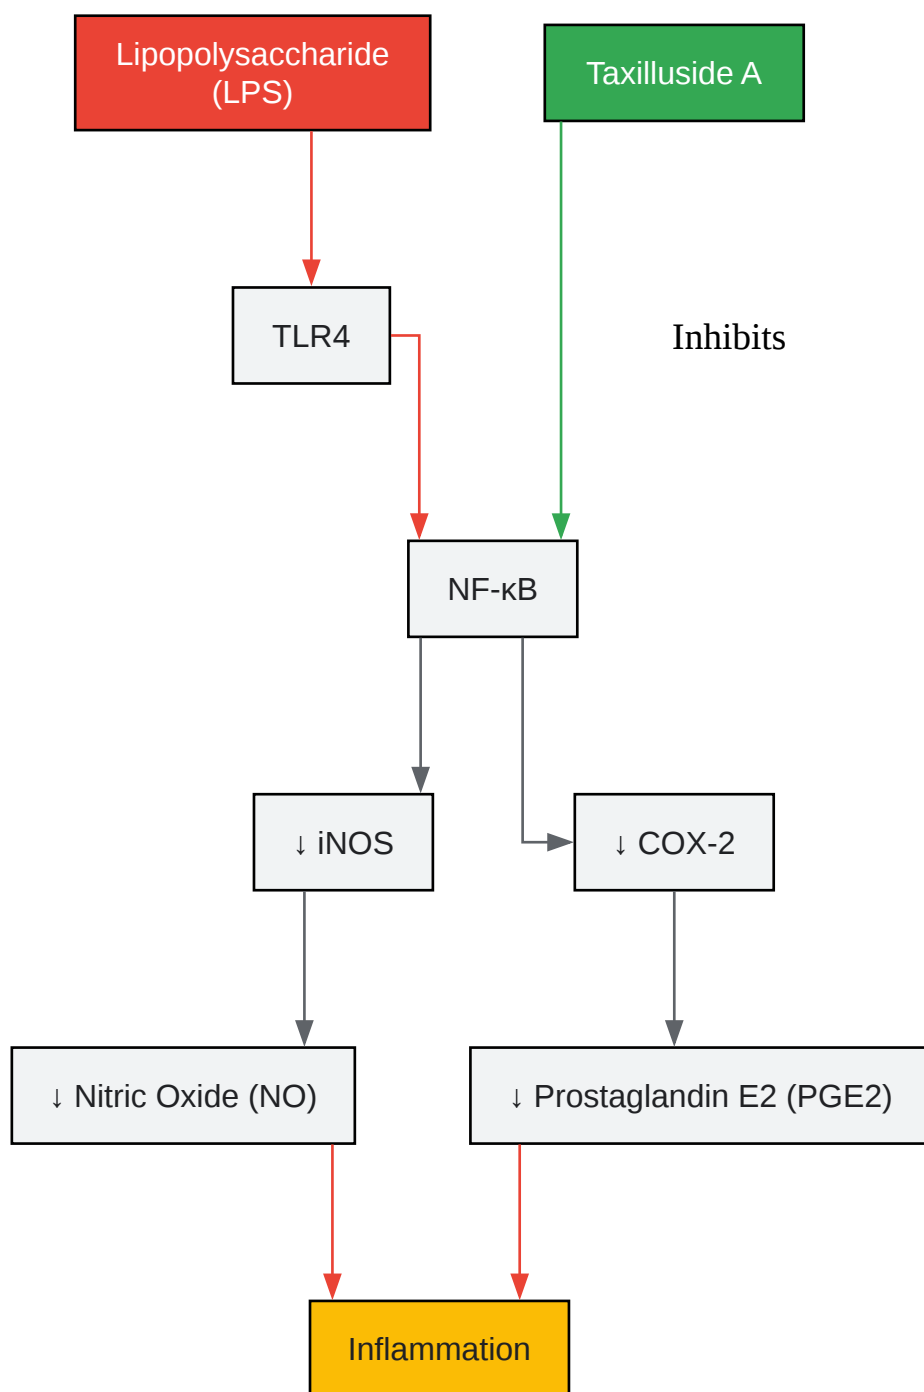 Lipopolysaccharide
(LPS)
Taxilluside A
TLR4
Inhibits
NF-κB
↓ iNOS
↓ COX-2
↓ Nitric Oxide (NO)
↓ Prostaglandin E2 (PGE2)
Inflammation